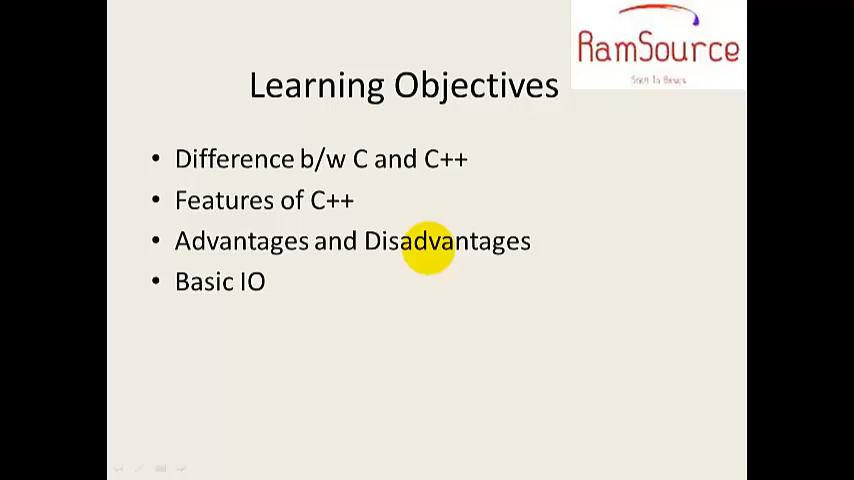 RamSource
Learning Objectives
• Difference b/w C and C++
• Features of C++
• Advantages and Disadvantages
• Basic IO